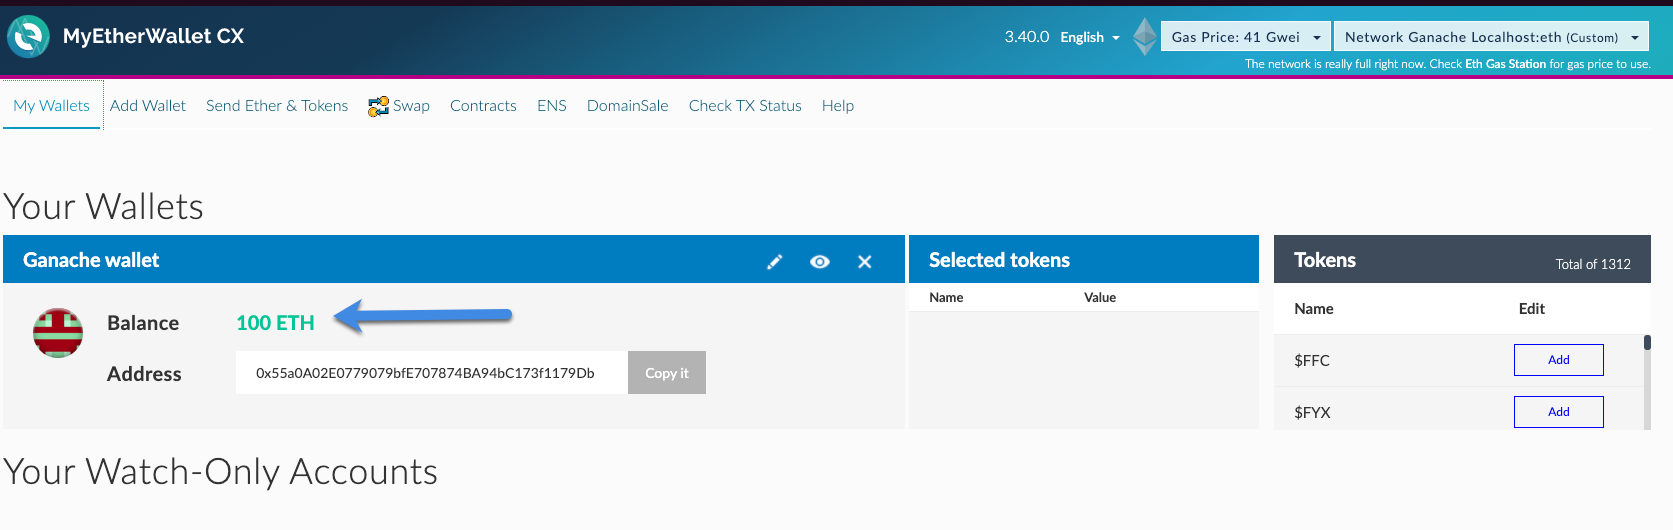 MyEtherWallet CX
3.40.0 English Gas Price: 41 Gwei Network Ganache Localhost:eth (Custom)
The network is really full right now. Check Eth Gas Station for gas price to use.
My Wallets Add Wallet Send Ether & Tokens Swap Contracts ENS DomainSale Check TX Status Help
Your Wallets
Ganache wallet
Balance 100 ETH
Address 0x55a0A02E0779079bfE707874BA94bC173f1179Db Copy it
Selected tokens
Name Value
Tokens Total of 1312
Name Edit
$FFC Add
$FYX Add
Your Watch-Only Accounts